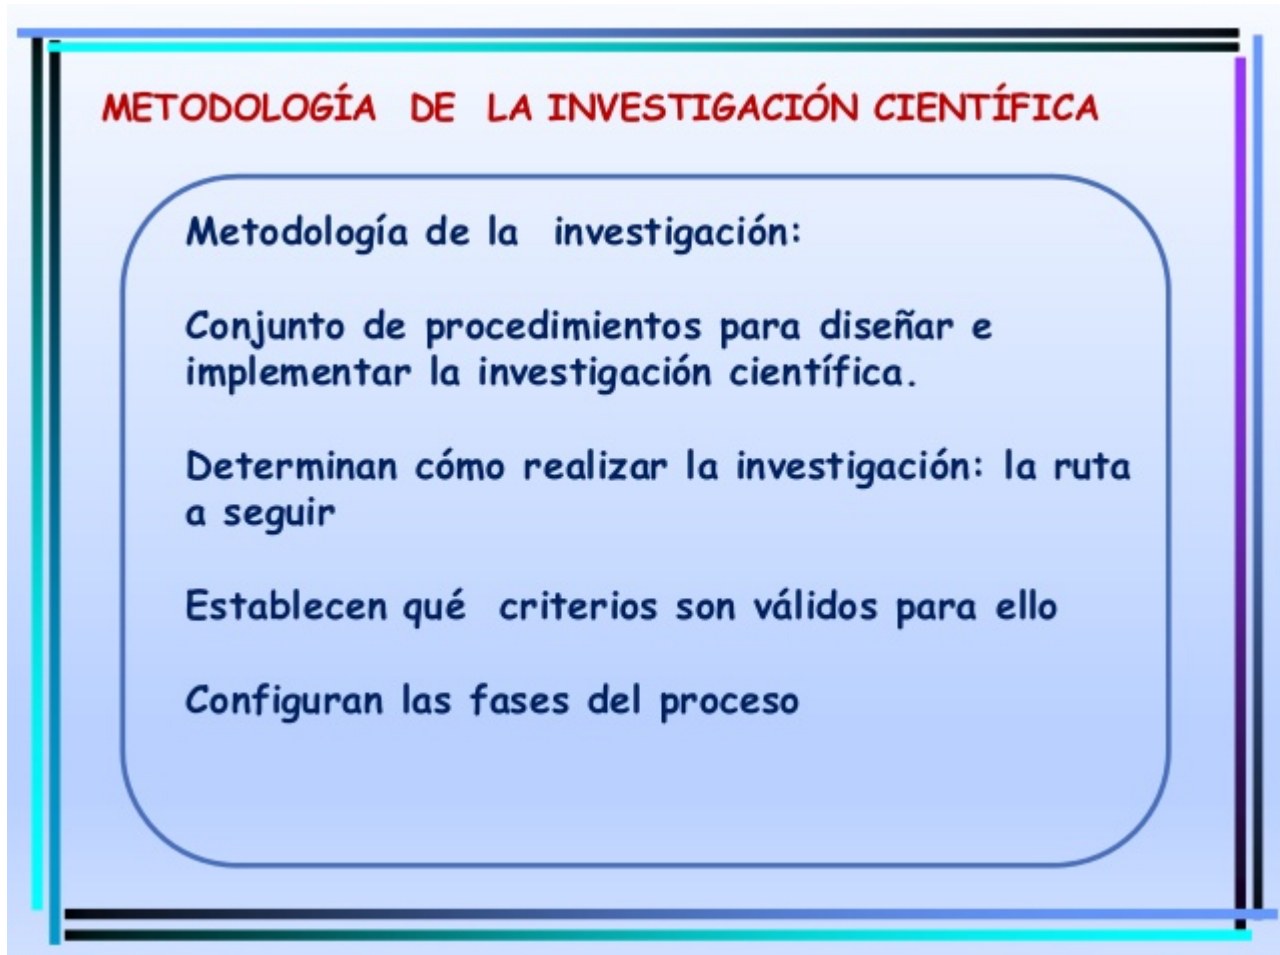 METODOLOGÍA DE LA INVESTIGACIÓN CIENTÍFICA
Metodología de la investigación:
Conjunto de procedimientos para diseñar e
implementar la investigación científica.
Determinan cómo realizar la investigación: la ruta
a seguir
Establecen qué criterios son válidos para ello
Configuran las fases del proceso